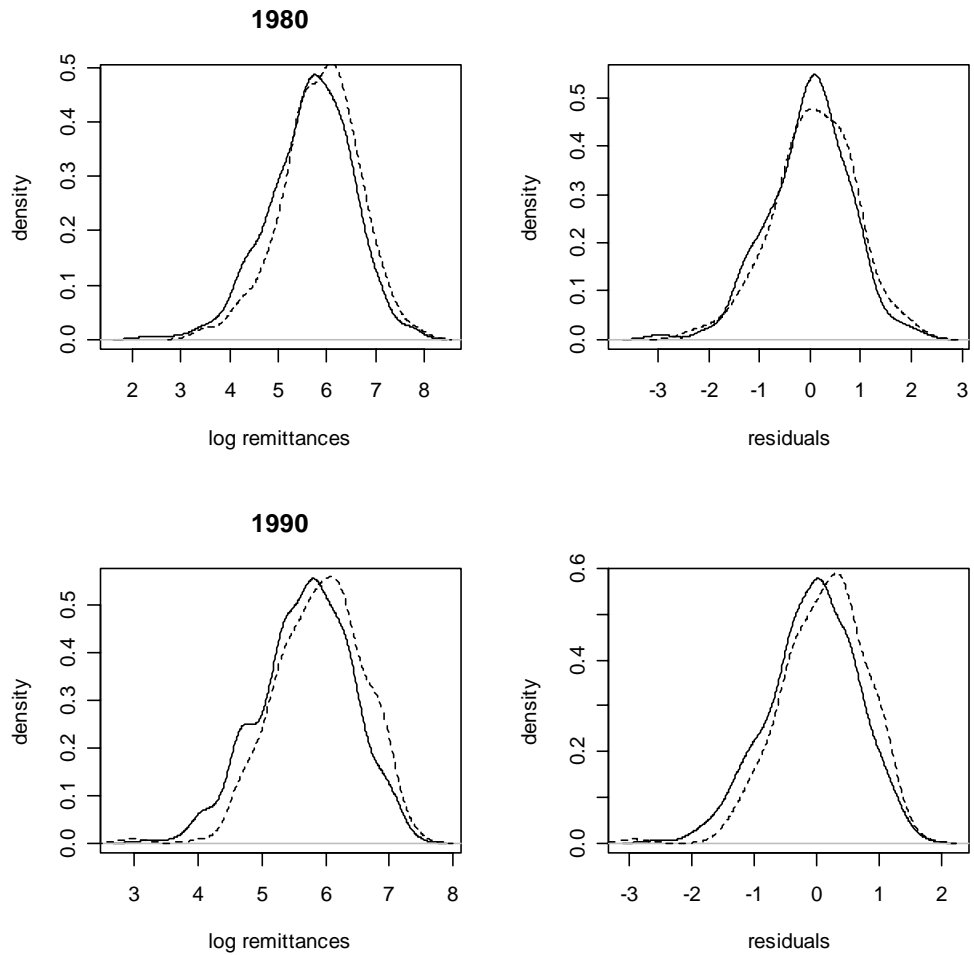 1980
density
0.0 0.1 0.2 0.3 0.4 0.5
2 3 4 5 6 7 8
log remittances
density
0.0 0.1 0.2 0.3 0.4 0.5
-3 -2 -1 0 1 2 3
residuals
1990
density
0.0 0.1 0.2 0.3 0.4 0.5
3 4 5 6 7 8
log remittances
density
0.0 0.2 0.4 0.6
-3 -2 -1 0 1 2
residuals